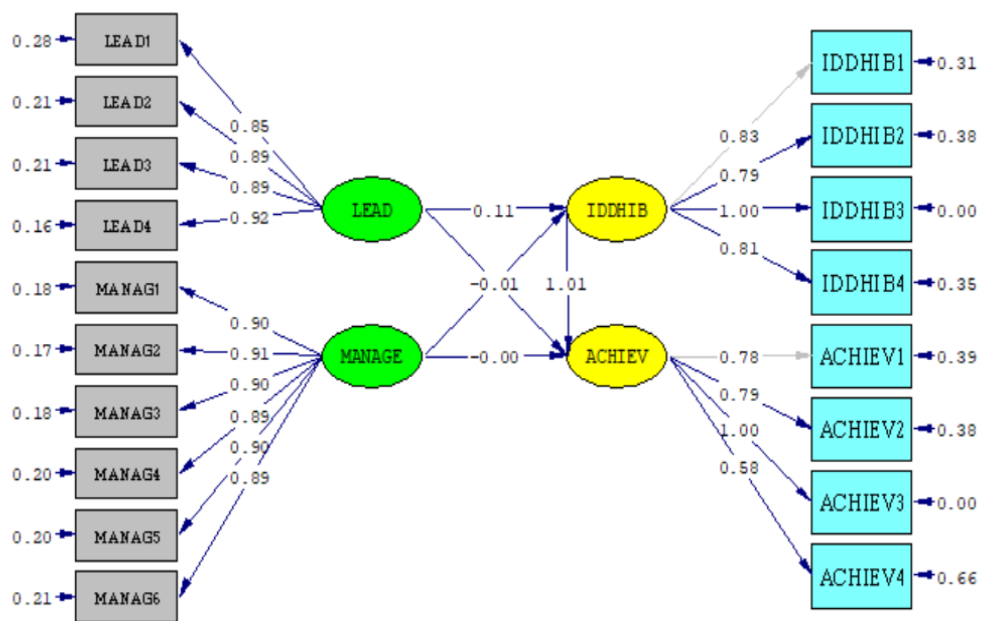 0.28
LEAD1
0.21
LEAD2
0.21
LEAD3
0.16
LEAD4
0.18
MANAG1
0.17
MANAG2
0.18
MANAG3
0.20
MANAG4
0.20
MANAG5
0.21
MANAG6
0.85
0.89
0.89
0.92
0.90
0.91
0.90
0.89
0.90
0.89
LEAD
MANAGE
0.11
-0.01
1.01
-0.00
IDDHIB
ACHIEV
0.83
0.79
1.00
0.81
0.78
0.79
1.00
0.58
IDDHIB1
0.31
IDDHIB2
0.38
IDDHIB3
0.00
IDDHIB4
0.35
ACHIEV1
0.39
ACHIEV2
0.38
ACHIEV3
0.00
ACHIEV4
0.66